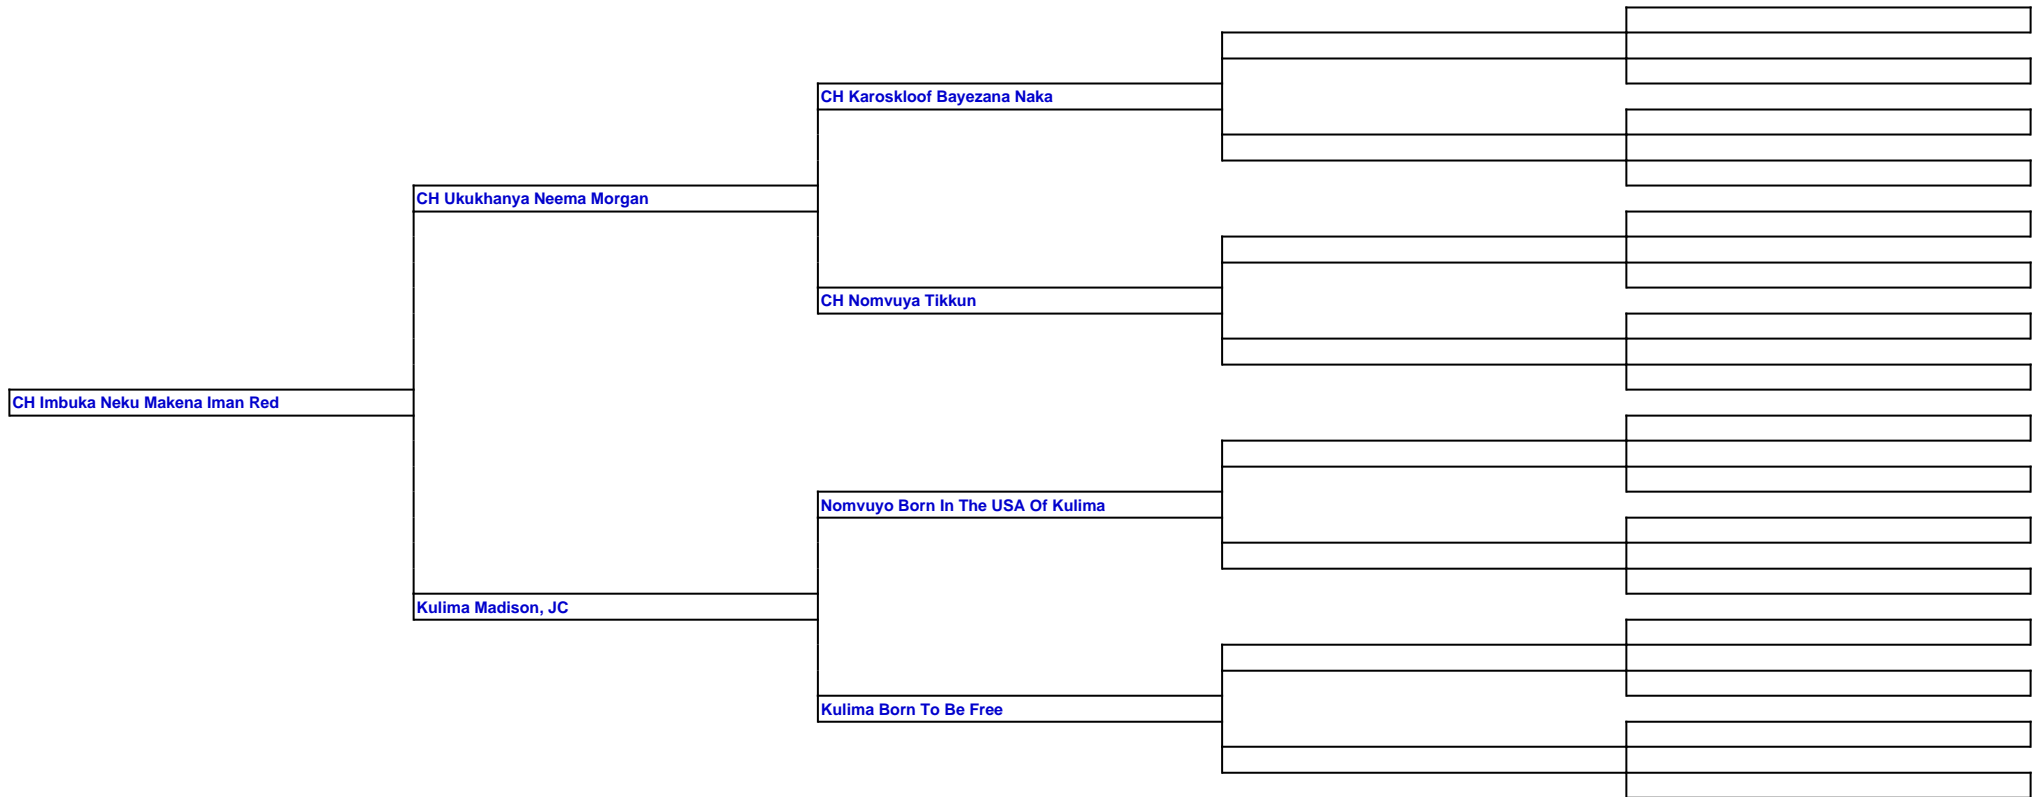 CH Karoskloof Bayezana Naka
CH Ukukhanya Neema Morgan
CH Nomvuya Tikkun
CH Imbuka Neku Makena Iman Red
Nomvuyo Born In The USA Of Kulima
Kulima Madison, JC
Kulima Born To Be Free